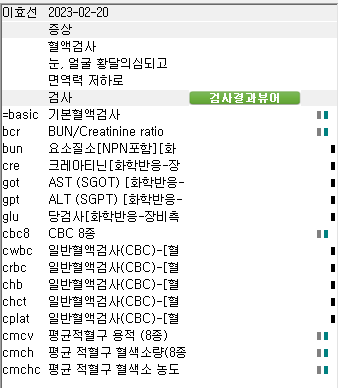 이효선 2023-02-20
증상
혈액검사
눈, 얼굴 황달의심되고
면역력 저하로
검사 검사결과뷰어
=basic 기본혈액검사
bcr BUN/Creatinine ratio
bun 요소질소[NPN포함][화
cre 크레아티닌[화학반응-장
got AST (SGOT) [화학반응-
gpt ALT (SGPT) [화학반응-
glu 당검사[화학반응-장비측
cbc8 CBC 8종
cwbc 일반혈액검사(CBC)-[혈
crbc 일반혈액검사(CBC)-[혈
chb 일반혈액검사(CBC)-[혈
chct 일반혈액검사(CBC)-[혈
cplat 일반혈액검사(CBC)-[혈
cmcv 평균적혈구 용적 (8종)
cmch 평균 적혈구 혈색소량(8종
cmchc 평균 적혈구 혈색소 농도